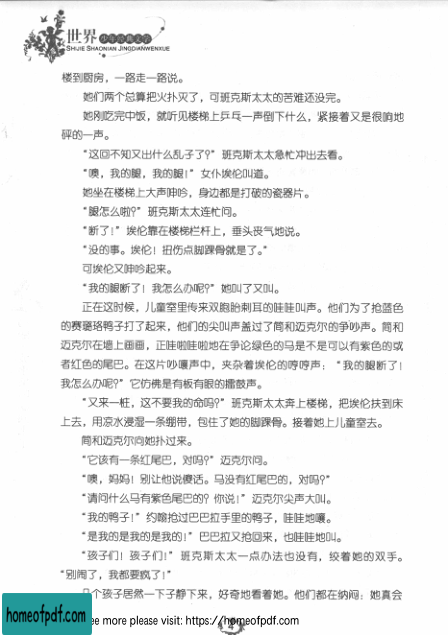 世界
少年经典文学
SHIJIE SHAONIAN JINGDIANWENXUE
楼到厨房，一路走一路说。
她们两个总算把火扑灭了，可班克斯太太的苦难还没完。
她刚吃完中饭，就听见楼梯上乒乓一声倒下什么，紧接着又是很响地
砰的一声。
“这回不知又出什么乱子了？”班克斯太太急忙冲出去看。
“噢，我的腿，我的腿！”女仆埃伦叫道。
她坐在楼梯上大声呻吟，身边都是打破的瓷器片。
“腿怎么啦？”班克斯太太连忙问。
“断了！”埃伦靠在楼梯栏杆上，垂头丧气地说。
“没的事。埃伦！扭伤点脚踝骨就是了。”
可埃伦又呻吟起来。
“我的腿断了！我怎么办呢？”她叫了又叫。
正在这时候，儿童室里传来双胞胎刺耳的哇哇叫声。他们为了抢蓝色
的赛璐珞鸭子打了起来，他们的尖叫声盖过了简和迈克尔的争吵声。简和
迈克尔在墙上画画，正哇啦哇啦地在争论绿色的马是不是可以有紫色的或
者红色的尾巴。在这片吵嚷声中，夹杂着埃伦的哼哼声：“我的腿断了！
我怎么办呢？”它仿佛是有板有眼的擂鼓声。
“又来一桩，这不要我的命吗？”班克斯太太奔上楼梯，把埃伦扶到床
上去，用凉水浸湿一条绷带，包住了她的脚踝骨。接着她上儿童室去。
简和迈克尔向她扑过来。
“它该有一条红尾巴，对吗？”迈克尔问。
“噢，妈妈！别让他说傻话。马没有红尾巴的，对吗？”
“请问什么马有紫色尾巴的？你说！”迈克尔尖声大叫。
“我的鸭子！”约翰抢过巴巴拉手里的鸭子，哇哇地嚷。
“是我的是我的是我的！”巴巴拉又抢回来，也哇哇地叫。
“孩子们！孩子们！”班克斯太太一点办法也没有，绞着她的双手。
“别闹了，我都要疯了！”
几个孩子居然一下子静下来，好奇地看着她。他们都在纳闷：她真会
4
homeofpdf.com
ee more please visit: https://homeofpdf.com